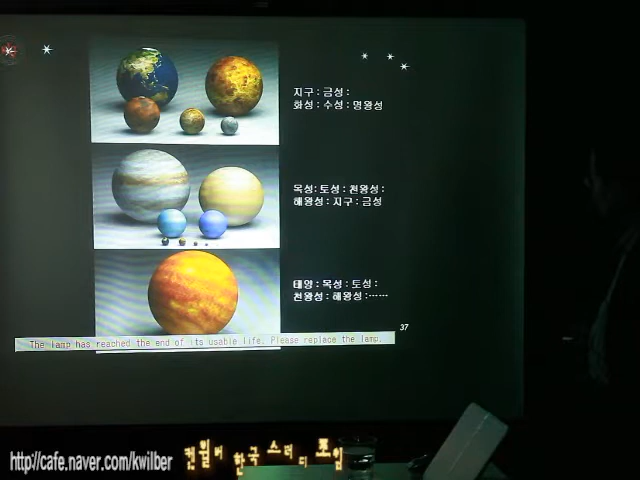 지구 : 금성 :
화성 : 수성 : 명왕성
목성: 토성 : 천왕성 :
해왕성 : 지구 : 금성
태양 : 목성 : 토성 :
천왕성 : 해왕성 :……
37
The lamp has reached the end of its usable life. Please replace the lamp.
http://cafe.naver.com/kwilber 켄윌버 한국 스터디 조임